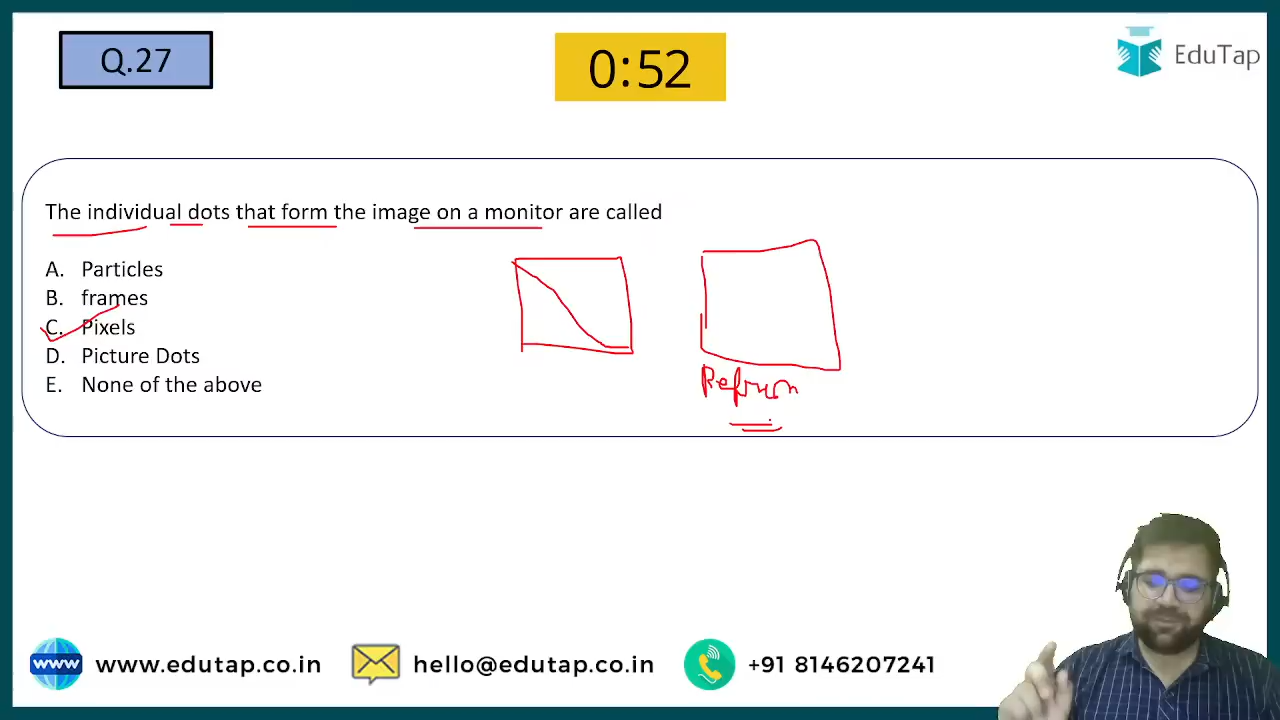 Q.27
0:52
EduTap
The individual dots that form the image on a monitor are called
A. Particles
B. frames
C. Pixels
D. Picture Dots
E. None of the above
www
www.edutap.co.in
hello@edutap.co.in
+91 8146207241